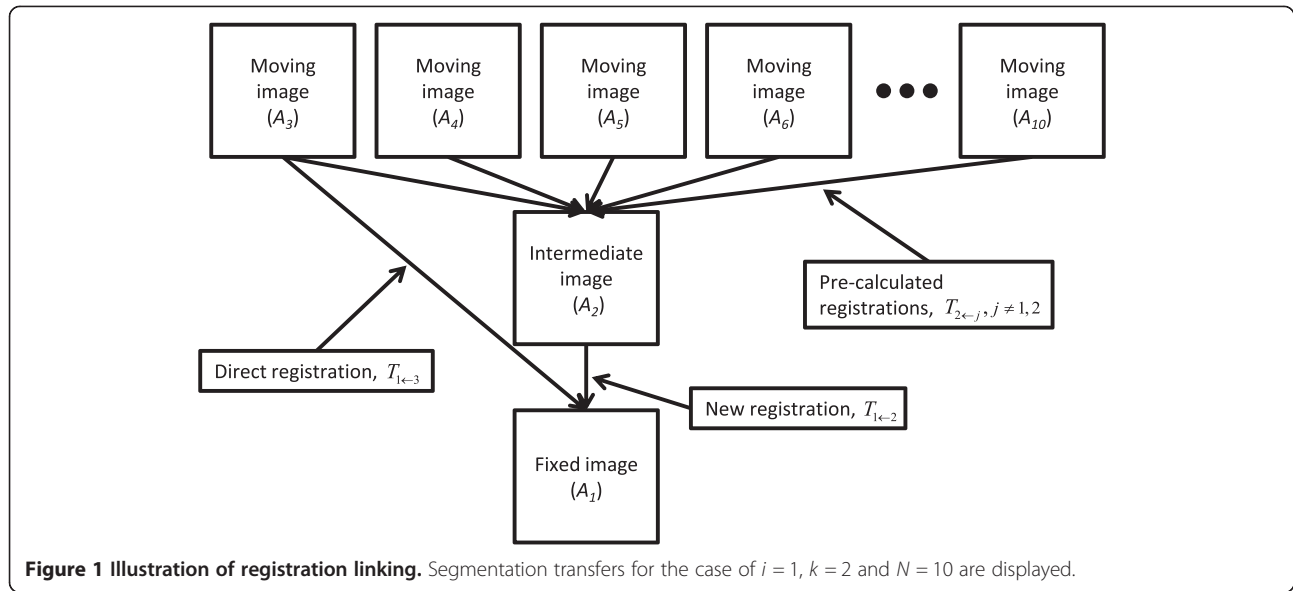 Moving
image
(A3)
Moving
image
(A4)
Moving
image
(A5)
Moving
image
(A6)
Moving
image
(A10)
Intermediate
image
(A2)
Pre-calculated
registrations, T2←j, j ≠ 1,2
Direct registration, T1←3
New registration, T1←2
Fixed image
(A1)
Figure 1 Illustration of registration linking. Segmentation transfers for the case of i = 1, k = 2 and N = 10 are displayed.